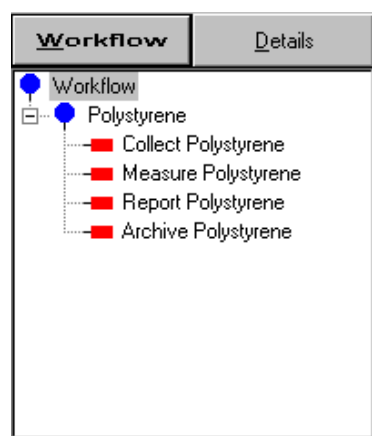 Workflow Details
Workflow
Polystyrene
Collect Polystyrene
Measure Polystyrene
Report Polystyrene
Archive Polystyrene